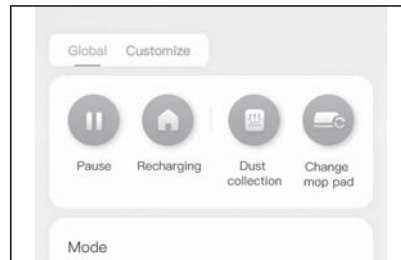 Global Customize
Pause Recharging Dust collection Change mop pad
Mode